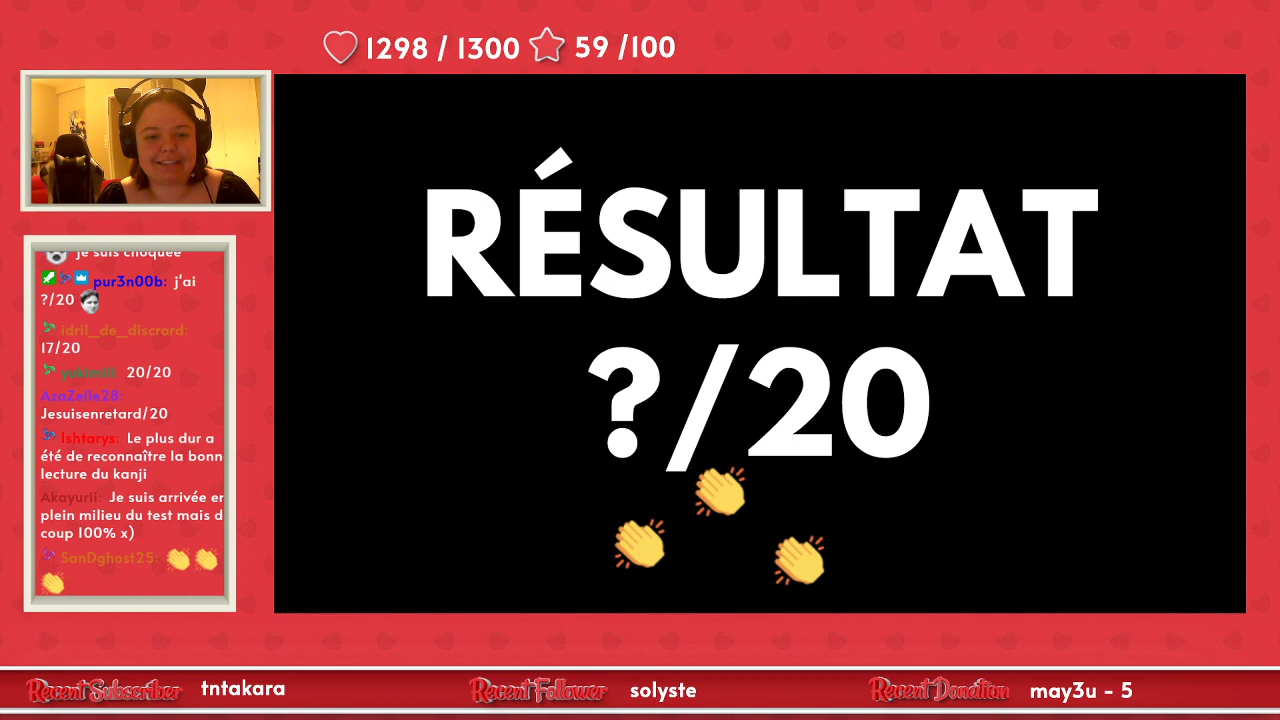 1298 / 1300 59 /100
RÉSULTAT
?/20
je suis choquée
pur3n00b: j'ai
?/20
idril_de_discrord:
17/20
yukimiii: 20/20
AzaZelle28:
Jesuisenretard/20
Ishtarys: Le plus dur a
été de reconnaître la bonn
lecture du kanji
Akayurii: Je suis arrivée en
plein milieu du test mais d
coup 100% x)
SanDghost25:
Recent Subscriber tntakara
Recent Follower solyste
Recent Donation may3u - 5